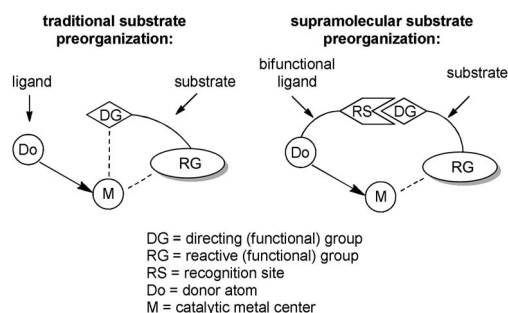 traditional substrate
preorganization:
ligand
substrate
DG
Do
RG
M
supramolecular substrate
preorganization:
bifunctional
ligand
substrate
RS
DG
Do
RG
M
DG = directing (functional) group
RG = reactive (functional) group
RS = recognition site
Do = donor atom
M = catalytic metal center